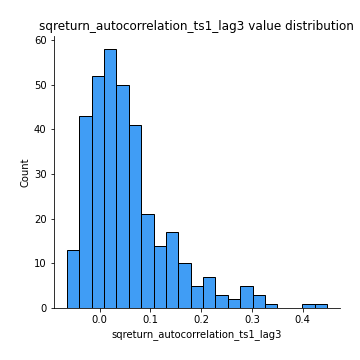 sqreturn_autocorrelation_ts1_lag3 value distribution
60
50
40
30
20
10
0
Count
0.0 0.1 0.2 0.3 0.4
sqreturn_autocorrelation_ts1_lag3